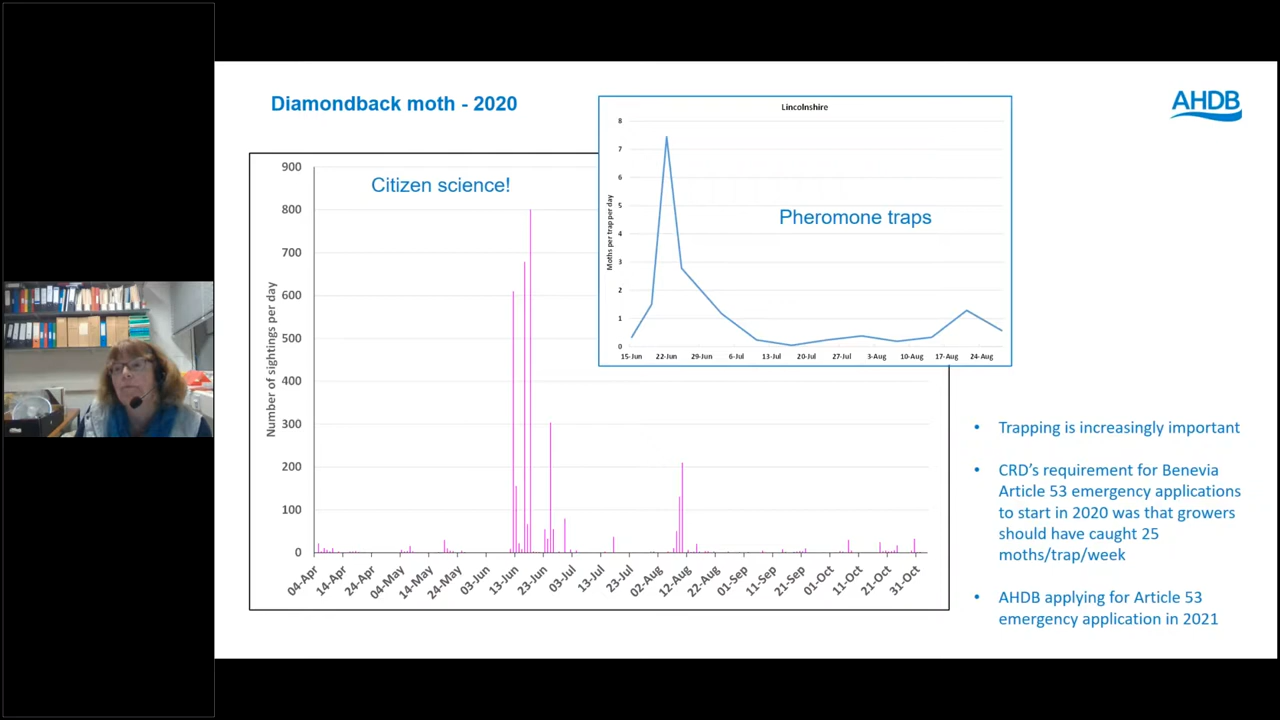 Diamondback moth - 2020
AHDB
Citizen science!
Number of sightings per day
900
800
700
600
500
400
300
200
100
0
04-Apr
14-Apr
24-Apr
04-May
14-May
24-May
03-Jun
13-Jun
23-Jun
03-Jul
13-Jul
23-Jul
02-Aug
12-Aug
22-Aug
01-Sep
11-Sep
21-Sep
01-Oct
11-Oct
21-Oct
31-Oct
Lincolnshire
Pheromone traps
Moths per trap per day
8
7
6
5
4
3
2
1
0
15-Jun
22-Jun
29-Jun
6-Jul
13-Jul
20-Jul
27-Jul
3-Aug
10-Aug
17-Aug
24-Aug
• Trapping is increasingly important
• CRD's requirement for Benevia
Article 53 emergency applications
to start in 2020 was that growers
should have caught 25
moths/trap/week
• AHDB applying for Article 53
emergency application in 2021